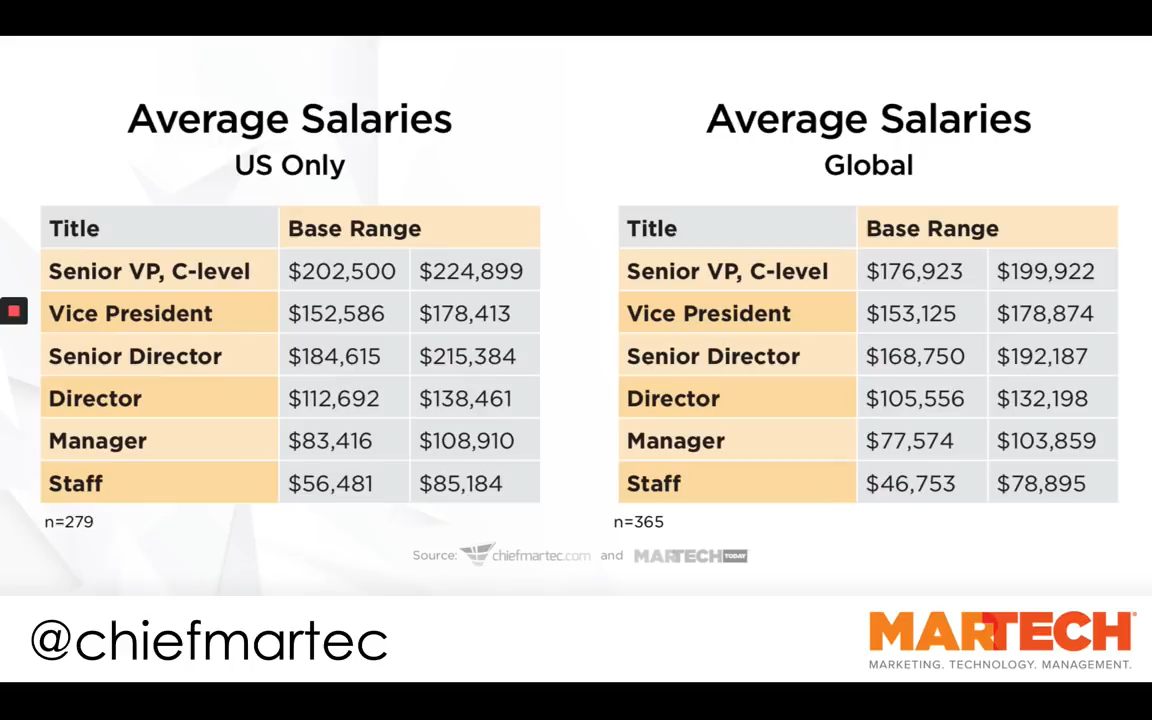 Average Salaries
US Only
Title Base Range
Senior VP, C-level $202,500 $224,899
Vice President $152,586 $178,413
Senior Director $184,615 $215,384
Director $112,692 $138,461
Manager $83,416 $108,910
Staff $56,481 $85,184
n=279
Average Salaries
Global
Title Base Range
Senior VP, C-level $176,923 $199,922
Vice President $153,125 $178,874
Senior Director $168,750 $192,187
Director $105,556 $132,198
Manager $77,574 $103,859
Staff $46,753 $78,895
n=365
Source: chiefmartec.com and MARTECH TODAY
@chiefmartec
MARTECH®
MARKETING. TECHNOLOGY. MANAGEMENT.